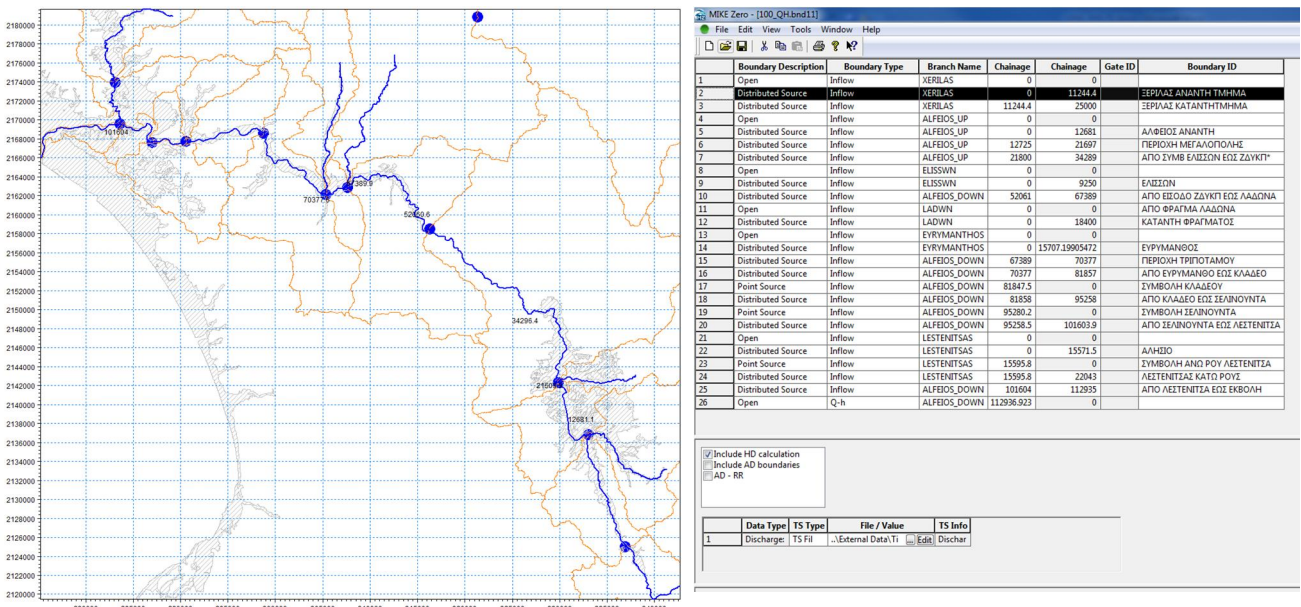 2182000
2180000
2178000
2176000
2174000
2172000
2170000
2168000
2166000
2164000
2162000
2160000
2158000
2156000
2154000
2152000
2150000
2148000
2146000
2144000
2142000
2140000
2138000
2136000
2134000
2132000
2130000
2128000
2126000
2124000
2122000
2120000
101604
34296.4
12681.1
MIKE Zero - [100_QH.bnd11]
File Edit View Tools Window Help
Boundary Description Boundary Type Branch Name Chainage Chainage Gate ID Boundary ID
1 Open Inflow XERILAS 0 0
2 Distributed Source Inflow XERILAS 0 11244.4 ΞΕΡΙΛΑΣ ΑΝΑΝΤΗ ΤΜΗΜΑ
3 Distributed Source Inflow XERILAS 11244.4 25000 ΞΕΡΙΛΑΣ ΚΑΤΑΝΤΗΤΜΗΜΑ
4 Open Inflow ALFEIOS_UP 0 0
5 Distributed Source Inflow ALFEIOS_UP 0 12681 ΑΛΦΕΙΟΣ ΑΝΑΝΤΗ
6 Distributed Source Inflow ALFEIOS_UP 12725 21697 ΠΕΡΙΟΧΗ ΜΕΓΑΛΟΠΟΛΗΣ
7 Distributed Source Inflow ALFEIOS_UP 21800 34289 ΑΠΟ ΣΥΜΒ ΕΛΙΣΣΩΝ ΕΩΣ ΖΔΥΚΠ*
8 Open Inflow ELISSWN 0 0
9 Distributed Source Inflow ELISSWN 0 9250 ΕΛΙΣΣΩΝ
10 Distributed Source Inflow ALFEIOS_DOWN 52061 67389 ΑΠΟ ΕΙΣΟΔΟ ΖΔΥΚΠ ΕΩΣ ΛΑΔΩΝΑ
11 Open Inflow LADWN 0 0 ΑΠΟ ΦΡΑΓΜΑ ΛΑΔΩΝΑ
12 Distributed Source Inflow LADWN 0 18400 ΚΑΤΑΝΤΗ ΦΡΑΓΜΑΤΟΣ
13 Open Inflow EYRYMANTHOS 0 0
14 Distributed Source Inflow EYRYMANTHOS 0 15707.19905472 ΕΥΡΥΜΑΝΘΟΣ
15 Distributed Source Inflow ALFEIOS_DOWN 67389 70377 ΠΕΡΙΟΧΗ ΤΡΙΠΟΤΑΜΟΥ
16 Distributed Source Inflow ALFEIOS_DOWN 70377 81857 ΑΠΟ ΕΥΡΥΜΑΝΘΟ ΕΩΣ ΚΛΑΔΕΟ
17 Point Source Inflow ALFEIOS_DOWN 81847.5 0 ΣΥΜΒΟΛΗ ΚΛΑΔΕΟΥ
18 Distributed Source Inflow ALFEIOS_DOWN 81858 95258 ΑΠΟ ΚΛΑΔΕΟ ΕΩΣ ΣΕΛΙΝΟΥΝΤΑ
19 Point Source Inflow ALFEIOS_DOWN 95280.2 0 ΣΥΜΒΟΛΗ ΣΕΛΙΝΟΥΝΤΑ
20 Distributed Source Inflow ALFEIOS_DOWN 95258.5 101603.9 ΑΠΟ ΣΕΛΙΝΟΥΝΤΑ ΕΩΣ ΛΕΣΤΕΝΙΤΣΑ
21 Open Inflow LESTENITSAS 0 0
22 Distributed Source Inflow LESTENITSAS 0 15571.5 ΑΛΗΣΙΟ
23 Point Source Inflow LESTENITSAS 15595.8 0 ΣΥΜΒΟΛΗ ΑΝΩ ΡΟΥ ΛΕΣΤΕΝΙΤΣΑ
24 Distributed Source Inflow LESTENITSAS 15595.8 22043 ΛΕΣΤΕΝΙΤΣΑΣ ΚΑΤΩ ΡΟΥΣ
25 Distributed Source Inflow ALFEIOS_DOWN 101604 112935 ΑΠΟ ΛΕΣΤΕΝΙΤΣΑ ΕΩΣ ΕΚΒΟΛΗ
26 Open Q-h ALFEIOS_DOWN 112936.923 0
Include HD calculation
Include AD boundaries
AD - RR
Data Type TS Type File / Value TS Info
1 Discharge: TS Fil ..\External Data\Ti ... Edit Dischar